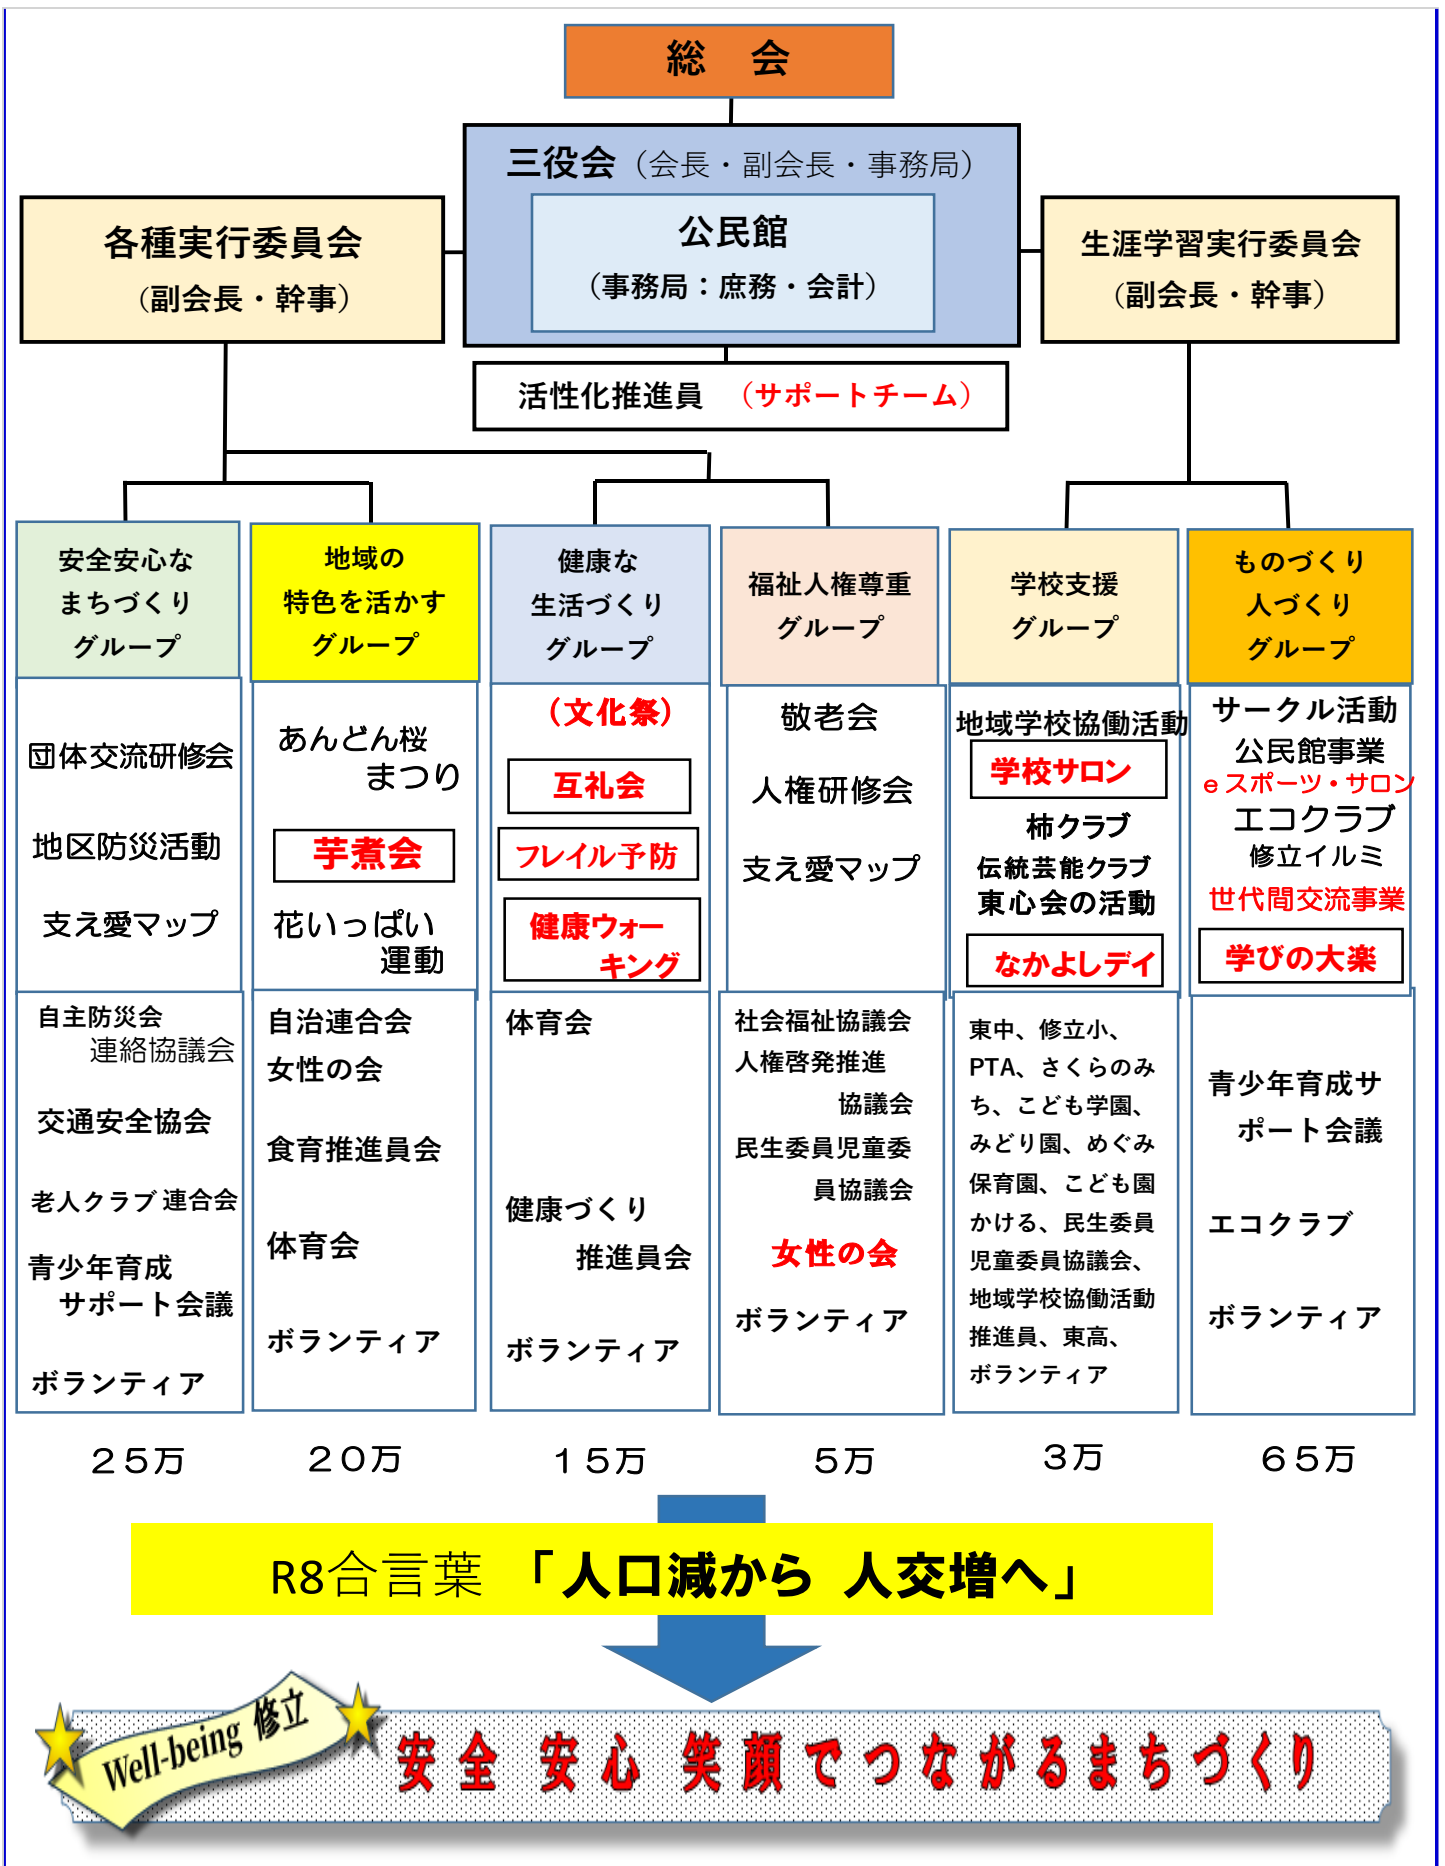 総　会
三役会（会長・副会長・事務局）
公民館
（事務局：庶務・会計）
各種実行委員会
（副会長・幹事）
生涯学習実行委員会
（副会長・幹事）
活性化推進員　（サポートチーム）
安全安心な
まちづくり
グループ
団体交流研修会
地区防災活動
支え愛マップ
自主防災会
連絡協議会
交通安全協会
老人クラブ連合会
青少年育成
サポート会議
ボランティア
２５万
地域の
特色を活かす
グループ
あんどん桜
まつり
芋煮会
花いっぱい
運動
自治連合会
女性の会
食育推進員会
体育会
ボランティア
２０万
健康な
生活づくり
グループ
（文化祭）
互礼会
フレイル予防
健康ウォー
キング
体育会
健康づくり
推進員会
ボランティア
１５万
福祉人権尊重
グループ
敬老会
人権研修会
支え愛マップ
社会福祉協議会
人権啓発推進
協議会
民生委員児童委
員協議会
女性の会
ボランティア
５万
学校支援
グループ
地域学校協働活動
学校サロン
柿クラブ
伝統芸能クラブ
東心会の活動
なかよしデイ
東中、修立小、
PTA、さくらのみ
ち、こども学園、
みどり園、めぐみ
保育園、こども園
かける、民生委員
児童委員協議会、
地域学校協働活動
推進員、東高、
ボランティア
３万
ものづくり
人づくり
グループ
サークル活動
公民館事業
eスポーツ・サロン
エコクラブ
修立イルミ
世代間交流事業
学びの大楽
青少年育成サ
ポート会議
エコクラブ
ボランティア
６５万
R8合言葉　「人口減から　人交増へ」
Well-being 修立
安全 安心 笑顔でつながるまちづくり